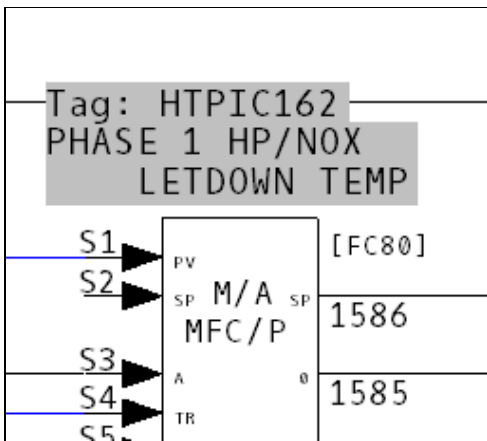 Tag: HTPIC162
PHASE 1 HP/NOX
LETDOWN TEMP
S1 PV [FC80]
S2 SP M/A SP 1586
MFC/P
S3 A 0 1585
S4 TR
S5